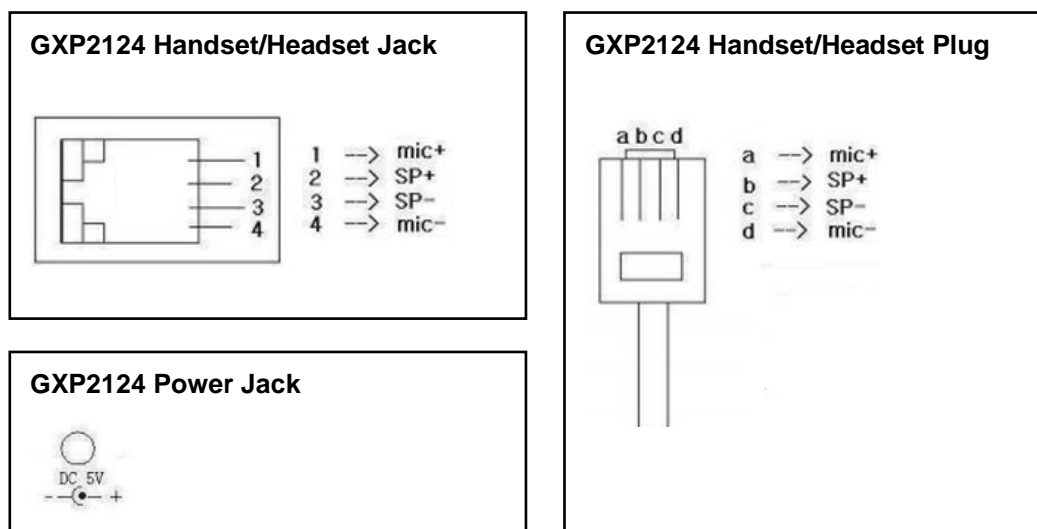 GXP2124 Handset/Headset Jack
1 1 --> mic+
2 2 --> SP+
3 3 --> SP-
4 4 --> mic-
GXP2124 Power Jack
DC 5V
- +
GXP2124 Handset/Headset Plug
a b c d
a --> mic+
b --> SP+
c --> SP-
d --> mic-